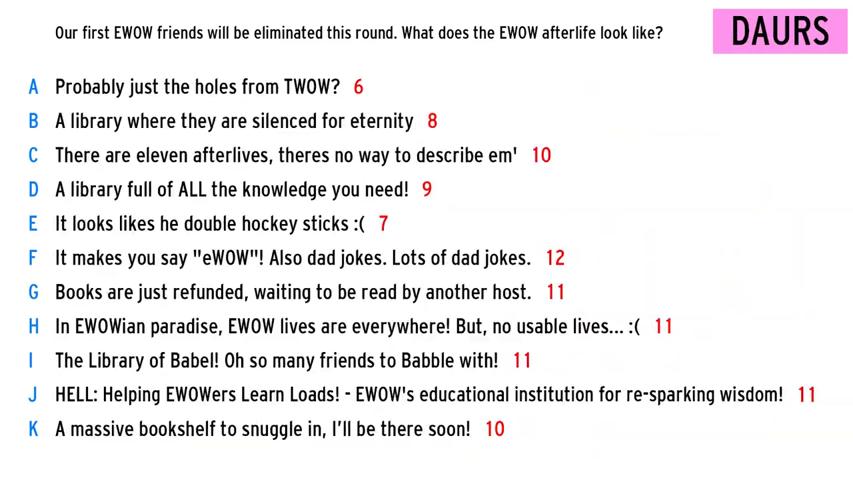 Our first EWOW friends will be eliminated this round. What does the EWOW afterlife look like?
DAURS
A Probably just the holes from TWOW? 6
B A library where they are silenced for eternity 8
C There are eleven afterlives, theres no way to describe em' 10
D A library full of ALL the knowledge you need! 9
E It looks likes he double hockey sticks :( 7
F It makes you say "eWOW"! Also dad jokes. Lots of dad jokes. 12
G Books are just refunded, waiting to be read by another host. 11
H In EWOWian paradise, EWOW lives are everywhere! But, no usable lives... :( 11
I The Library of Babel! Oh so many friends to Babble with! 11
J HELL: Helping EWOWers Learn Loads! - EWOW's educational institution for re-sparking wisdom! 11
K A massive bookshelf to snuggle in, I'll be there soon! 10